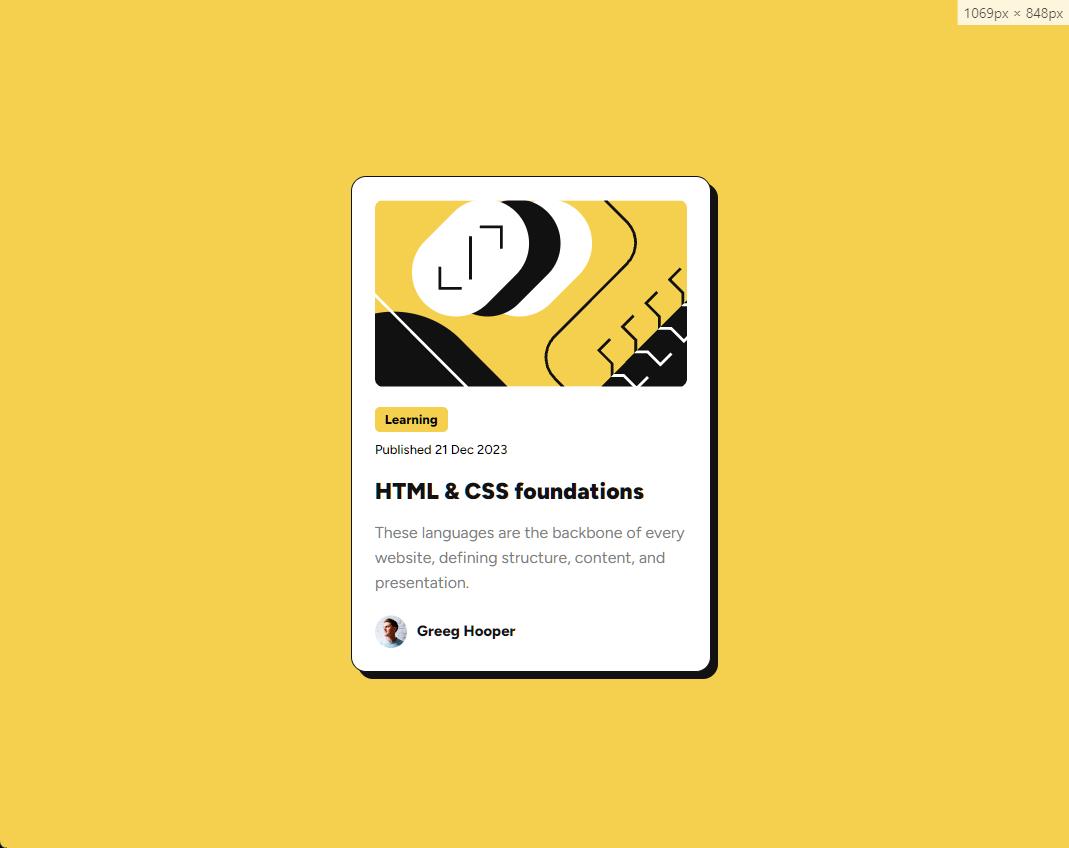 1069px × 848px
Learning
Published 21 Dec 2023
HTML & CSS foundations
These languages are the backbone of every
website, defining structure, content, and
presentation.
Greeg Hooper